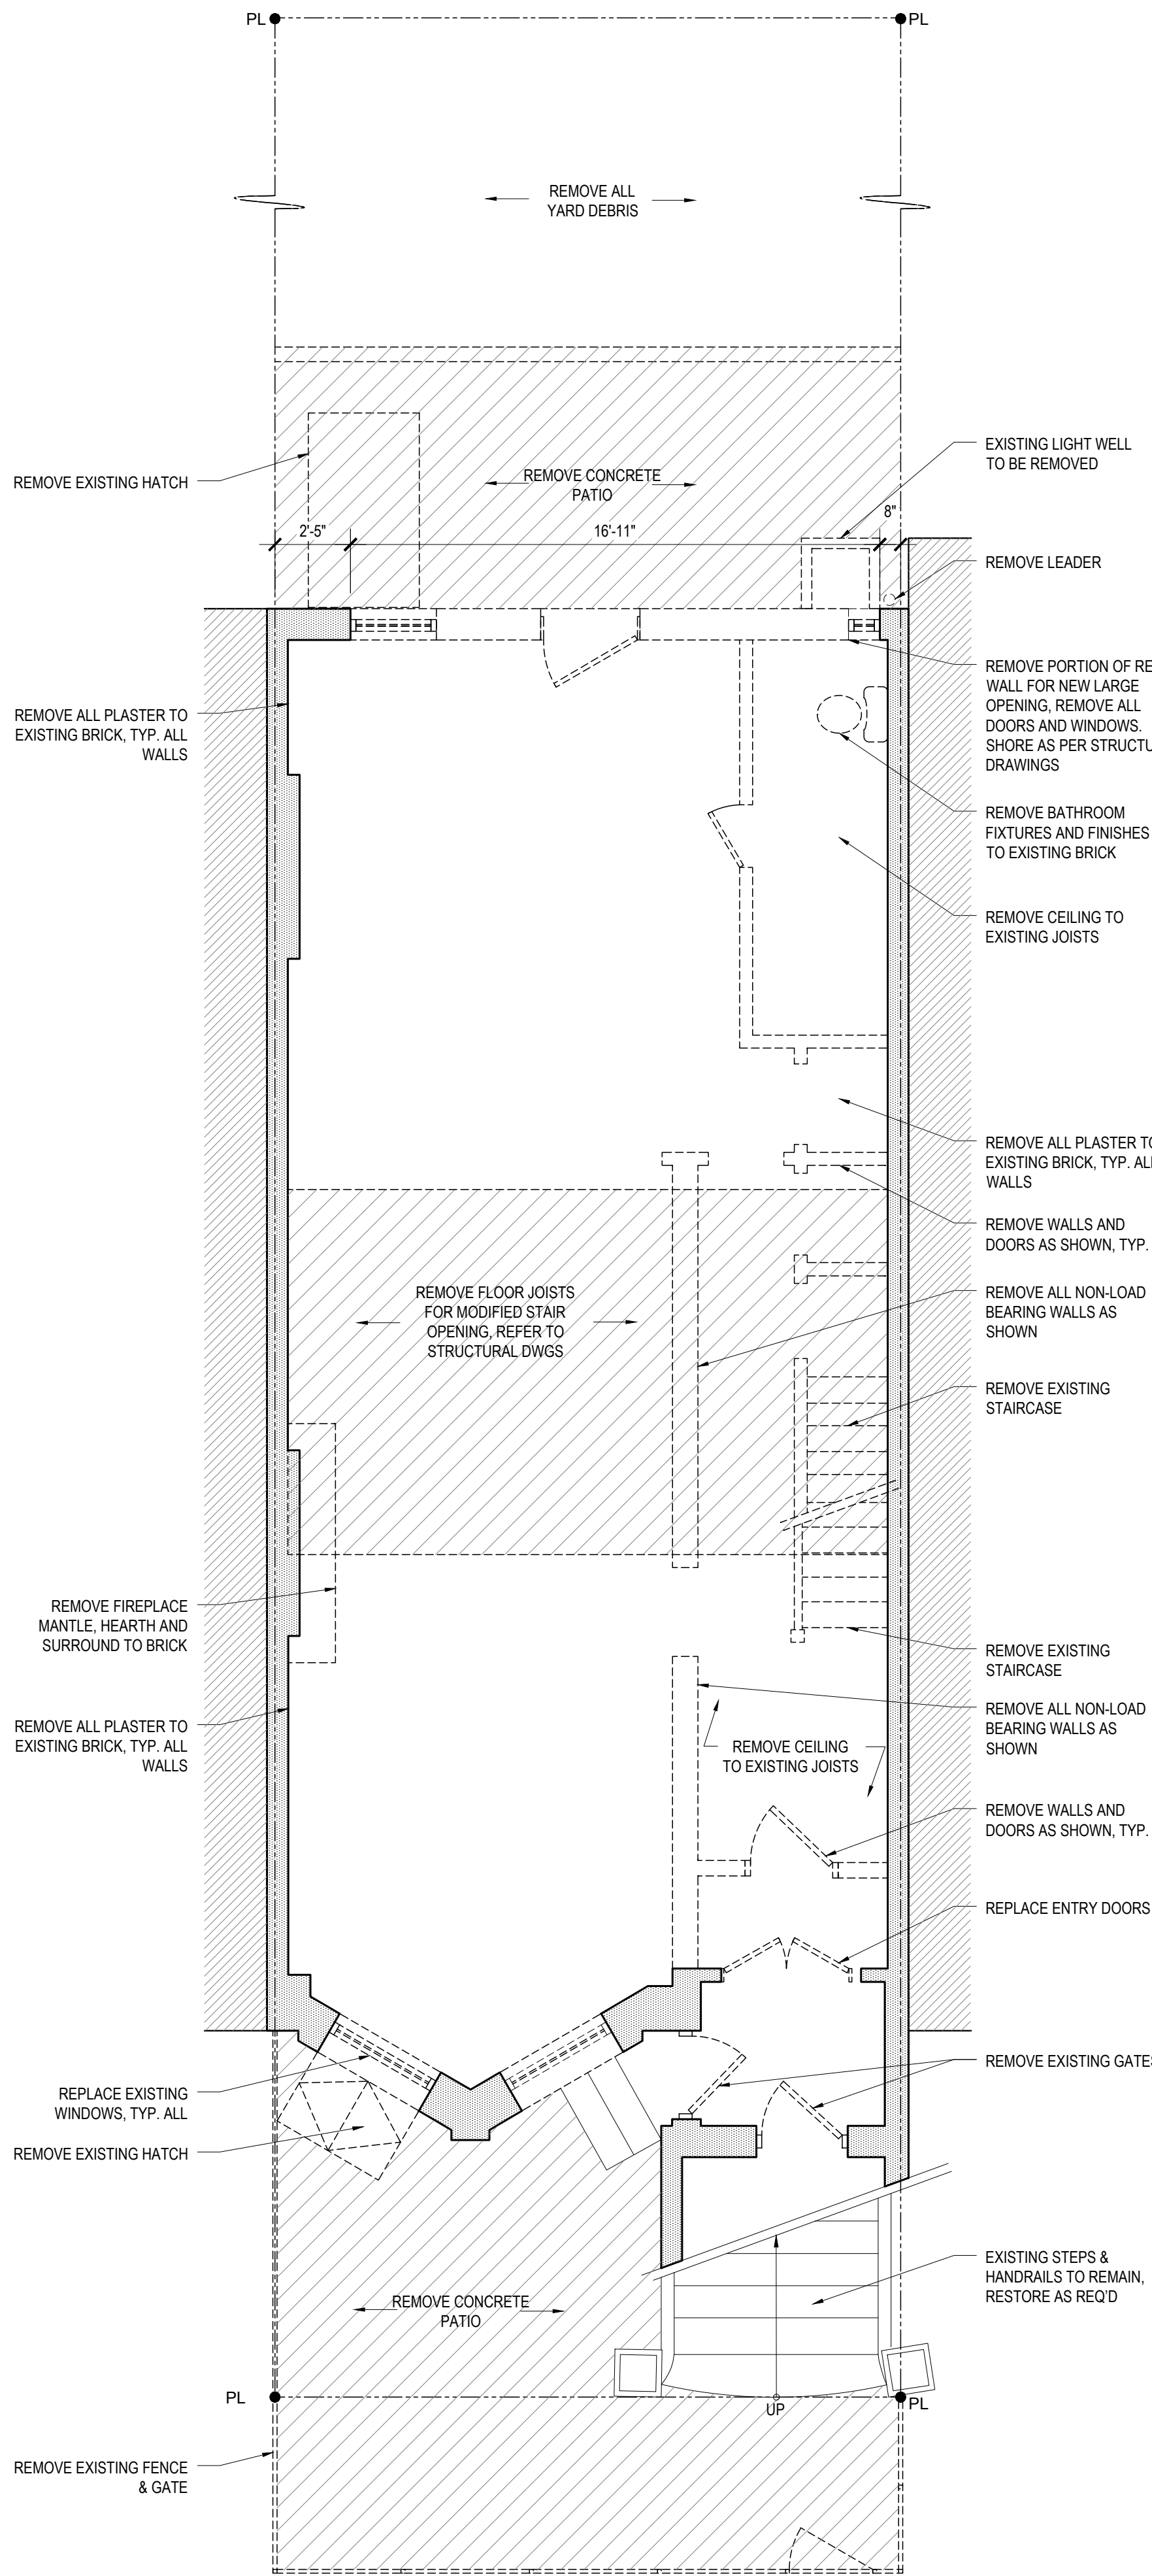 PL
PL
REMOVE ALL
YARD DEBRIS
EXISTING LIGHT WELL
TO BE REMOVED
REMOVE EXISTING HATCH
REMOVE CONCRETE
PATIO
2'-5"
16'-11"
8"
REMOVE LEADER
REMOVE PORTION OF RE
WALL FOR NEW LARGE
OPENING, REMOVE ALL
DOORS AND WINDOWS.
SHORE AS PER STRUCTU
DRAWINGS
REMOVE ALL PLASTER TO
EXISTING BRICK, TYP. ALL
WALLS
REMOVE BATHROOM
FIXTURES AND FINISHES
TO EXISTING BRICK
REMOVE CEILING TO
EXISTING JOISTS
REMOVE ALL PLASTER TO
EXISTING BRICK, TYP. ALL
WALLS
REMOVE WALLS AND
DOORS AS SHOWN, TYP.
REMOVE FLOOR JOISTS
FOR MODIFIED STAIR
OPENING, REFER TO
STRUCTURAL DWGS
REMOVE ALL NON-LOAD
BEARING WALLS AS
SHOWN
REMOVE EXISTING
STAIRCASE
REMOVE FIREPLACE
MANTLE, HEARTH AND
SURROUND TO BRICK
REMOVE EXISTING
STAIRCASE
REMOVE ALL PLASTER TO
EXISTING BRICK, TYP. ALL
WALLS
REMOVE CEILING
TO EXISTING JOISTS
REMOVE ALL NON-LOAD
BEARING WALLS AS
SHOWN
REMOVE WALLS AND
DOORS AS SHOWN, TYP.
REPLACE ENTRY DOORS
REMOVE EXISTING GATES
REPLACE EXISTING
WINDOWS, TYP. ALL
REMOVE EXISTING HATCH
EXISTING STEPS &
HANDRAILS TO REMAIN,
RESTORE AS REQ'D
REMOVE CONCRETE
PATIO
PL
UP
PL
REMOVE EXISTING FENCE
& GATE